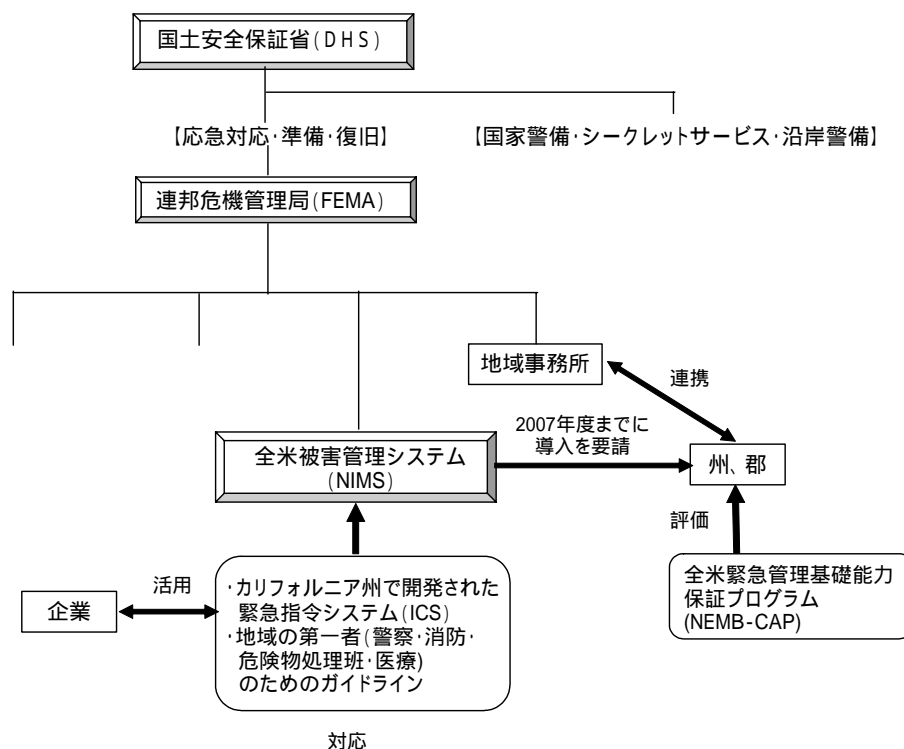 国土安全保証省(DHS)
【応急対応・準備・復旧】
【国家警備・シークレットサービス・沿岸警備】
連邦危機管理局(FEMA)
地域事務所
連携
2007年度までに
導入を要請
全米被害管理システム
(NIMS)
州、郡
評価
活用
企業
・カリフォルニア州で開発された
緊急指令システム(ICS)
・地域の第一者(警察・消防・
危険物処理班・医療)
のためのガイドライン
全米緊急管理基礎能力
保証プログラム
(NEMB-CAP)
対応